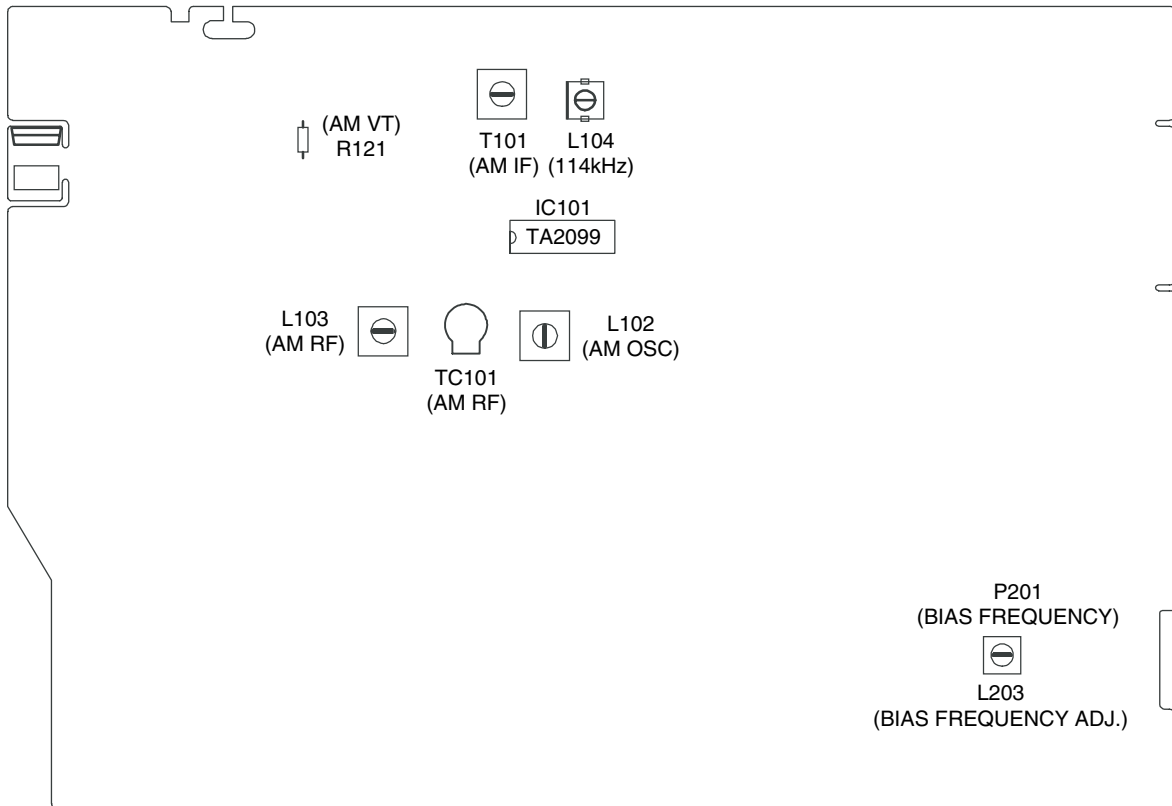 (AM VT)
R121
T101
(AM IF)
L104
(114kHz)
IC101
TA2099
L103
(AM RF)
TC101
(AM RF)
L102
(AM OSC)
P201
(BIAS FREQUENCY)
L203
(BIAS FREQUENCY ADJ.)